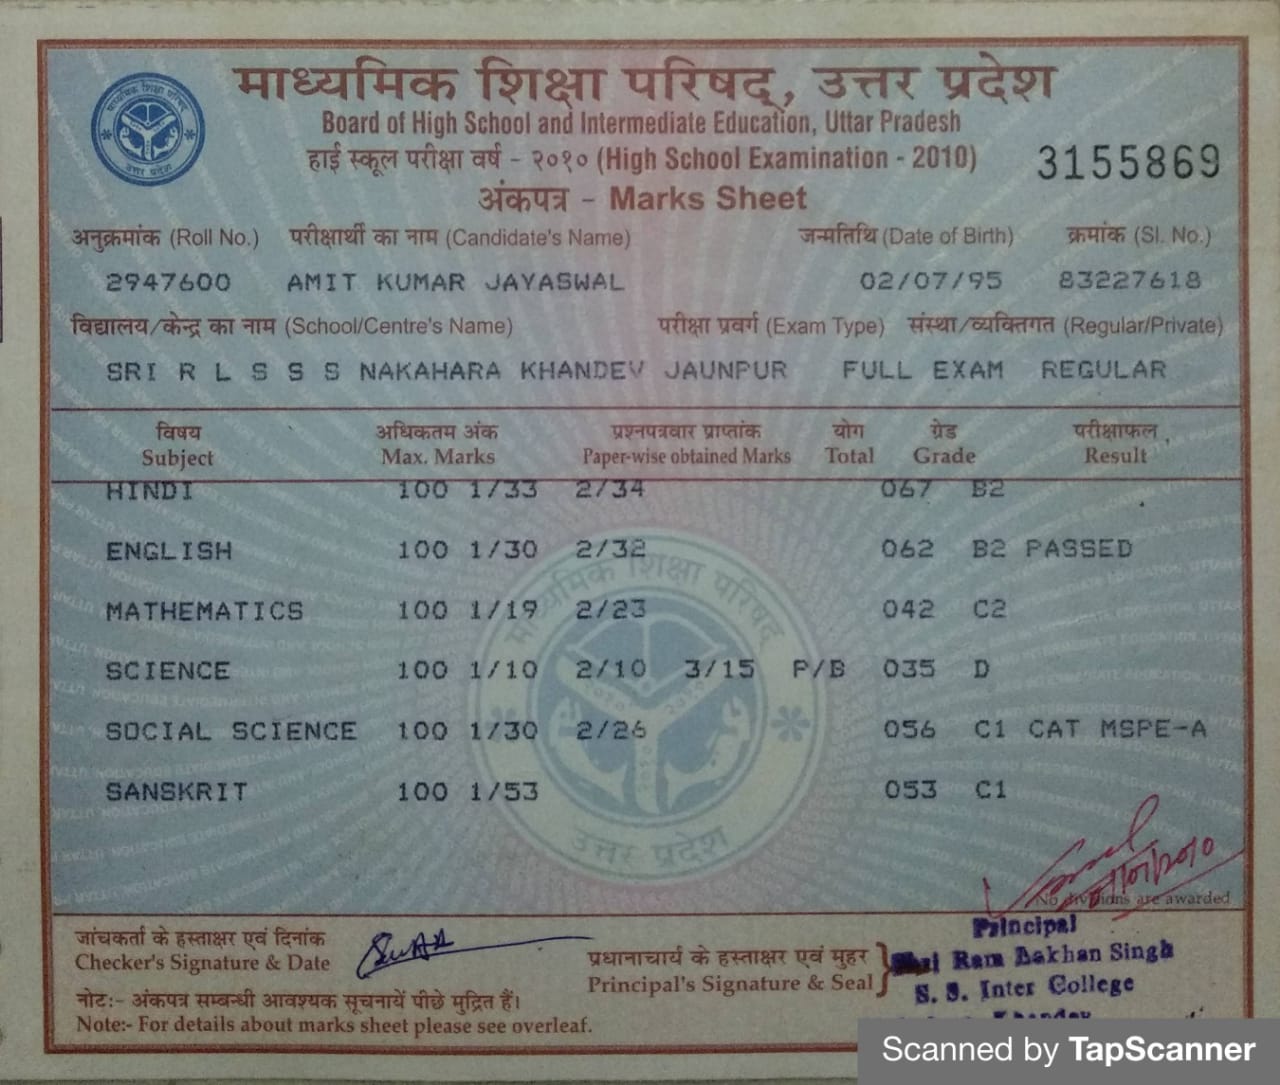 माध्यमिक शिक्षा परिषद्, उत्तर प्रदेश
Board of High School and Intermediate Education, Uttar Pradesh
हाई स्कूल परीक्षा वर्ष - २०१० (High School Examination - 2010)
3155869
अंकपत्र - Marks Sheet
अनुक्रमांक (Roll No.) परीक्षार्थी का नाम (Candidate's Name) जन्मतिथि (Date of Birth) क्रमांक (Sl. No.)
2947600 AMIT KUMAR JAYASWAL 02/07/95 83227618
विद्यालय/केन्द्र का नाम (School/Centre's Name) परीक्षा प्रवर्ग (Exam Type) संस्था/व्यक्तिगत (Regular/Private)
SRI R L S S S NAKAHARA KHANDEV JAUNPUR FULL EXAM REGULAR
विषय अधिकतम अंक प्रश्नपत्रवार प्राप्तांक योग ग्रेड परीक्षाफल
Subject Max. Marks Paper-wise obtained Marks Total Grade Result
HINDI 100 1/33 2/34 067 B2
ENGLISH 100 1/30 2/32 062 B2 PASSED
MATHEMATICS 100 1/19 2/23 042 C2
SCIENCE 100 1/10 2/10 3/15 P/B 035 D
SOCIAL SCIENCE 100 1/30 2/26 056 C1 CAT MSPE-A
SANSKRIT 100 1/53 053 C1
माध्यमिक शिक्षा परिषद्
उत्तर प्रदेश
No divisions are awarded
जांचकर्ता के हस्ताक्षर एवं दिनांक
Checker's Signature & Date
प्रधानाचार्य के हस्ताक्षर एवं मुहर
Principal's Signature & Seal
Principal
Ram Lakhan Singh
S. S. Inter College
नोट:- अंकपत्र सम्बन्धी आवश्यक सूचनायें पीछे मुद्रित हैं।
Note:- For details about marks sheet please see overleaf.
Scanned by TapScanner